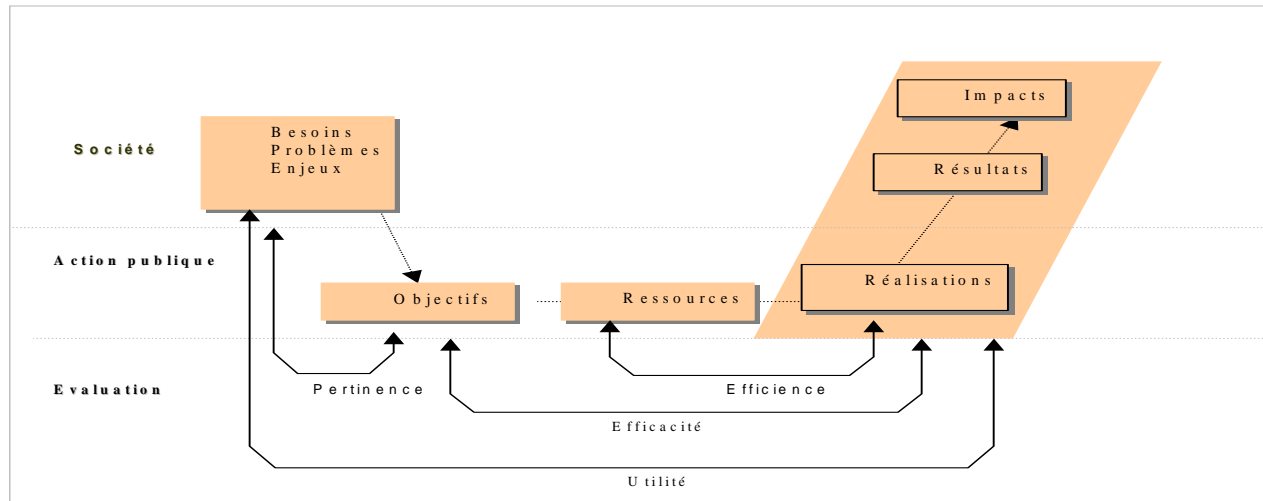 Impacts
Besoins
Problèmes
Enjeux
Société
Résultats
Action publique
Objectifs
Ressources
Réalisations
Evaluation
Pertinence
Efficience
Efficacité
Utilité